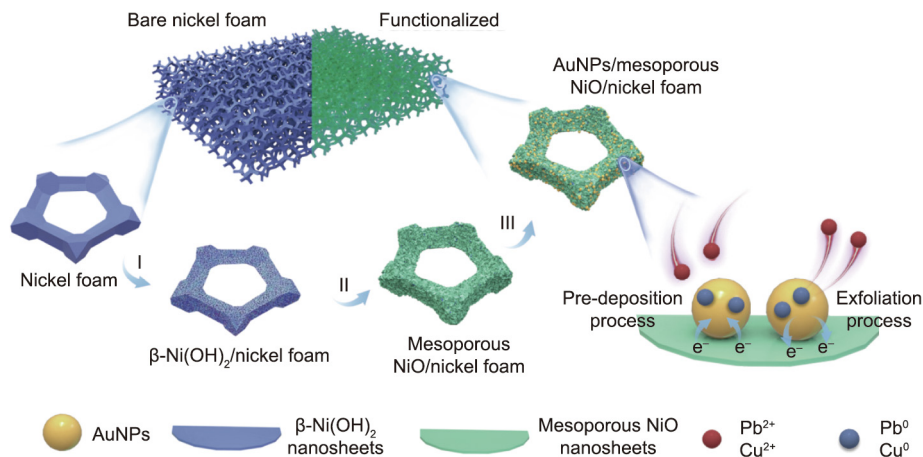 Bare nickel foam
Functionalized
AuNPs/mesoporous
NiO/nickel foam
I
II
III
Nickel foam
β-Ni(OH)₂/nickel foam
Mesoporous
NiO/nickel foam
Pre-deposition
process
Exfoliation
process
e⁻
e⁻
e⁻
e⁻
AuNPs
β-Ni(OH)₂
nanosheets
Mesoporous NiO
nanosheets
Pb²⁺
Cu²⁺
Pb⁰
Cu⁰